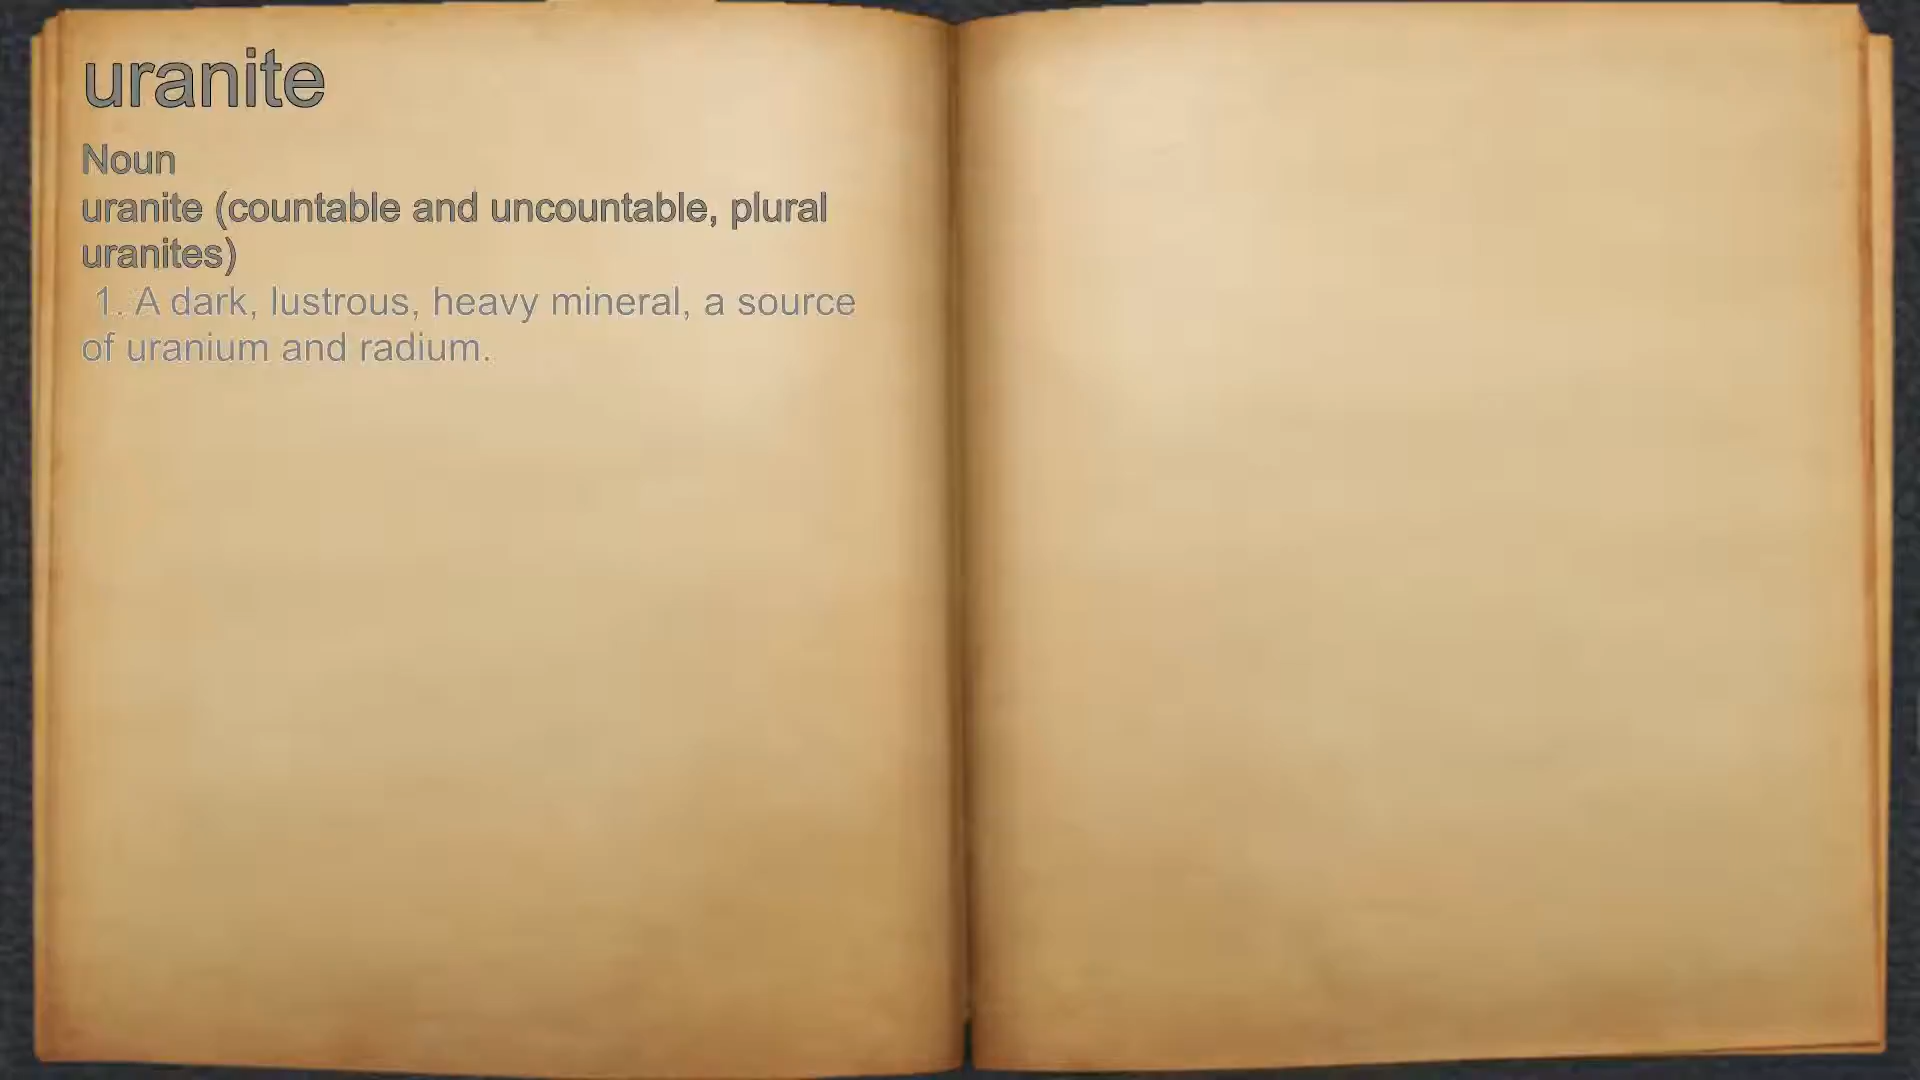 uranite
Noun
uranite (countable and uncountable, plural
uranites)
1. A dark, lustrous, heavy mineral, a source
of uranium and radium.